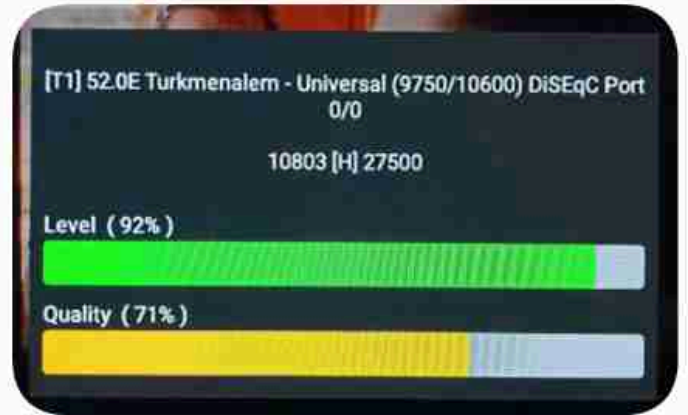 [T1] 52.0E Turkmenalem - Universal (9750/10600) DiSEqC Port
0/0
10803 [H] 27500
Level ( 92% )
Quality ( 71% )